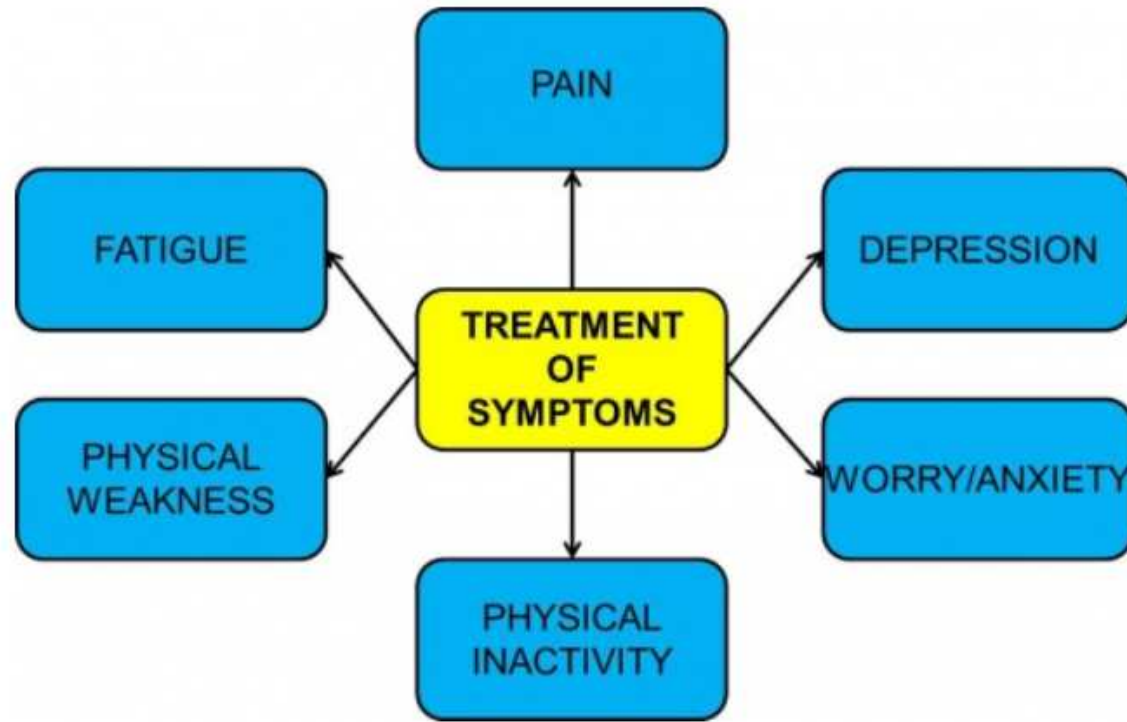 PAIN
FATIGUE
DEPRESSION
TREATMENT
OF
SYMPTOMS
PHYSICAL
WEAKNESS
WORRY/ANXIETY
PHYSICAL
INACTIVITY